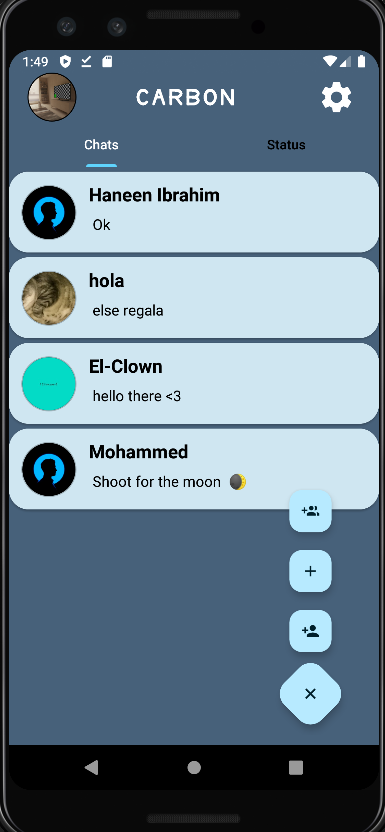 1:49
CARBON
Chats
Status
Haneen Ibrahim
Ok
hola
else regala
El-Clown
hello there <3
Mohammed
Shoot for the moon 🌒